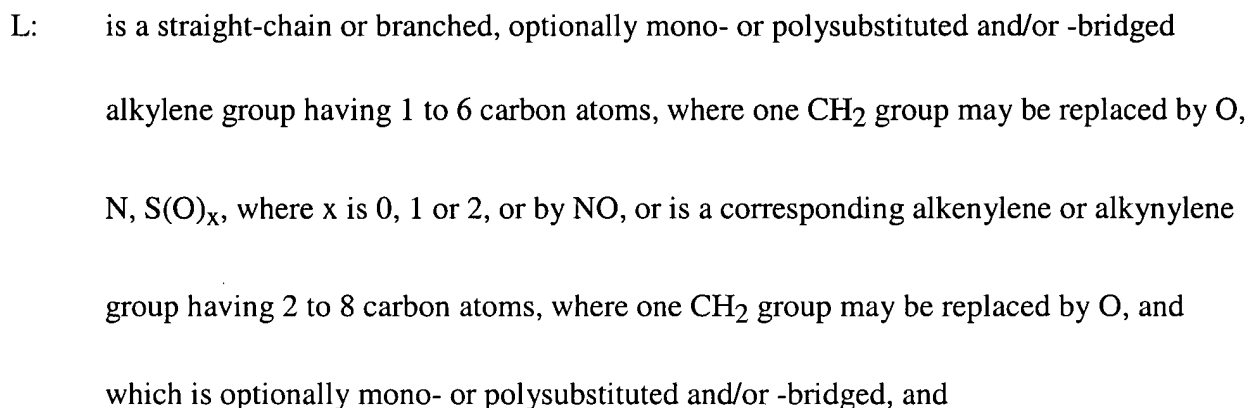 L: is a straight-chain or branched, optionally mono- or polysubstituted and/or -bridged
alkylene group having 1 to 6 carbon atoms, where one CH2 group may be replaced by O,
N, S(O)x, where x is 0, 1 or 2, or by NO, or is a corresponding alkenylene or alkynylene
group having 2 to 8 carbon atoms, where one CH2 group may be replaced by O, and
which is optionally mono- or polysubstituted and/or -bridged, and